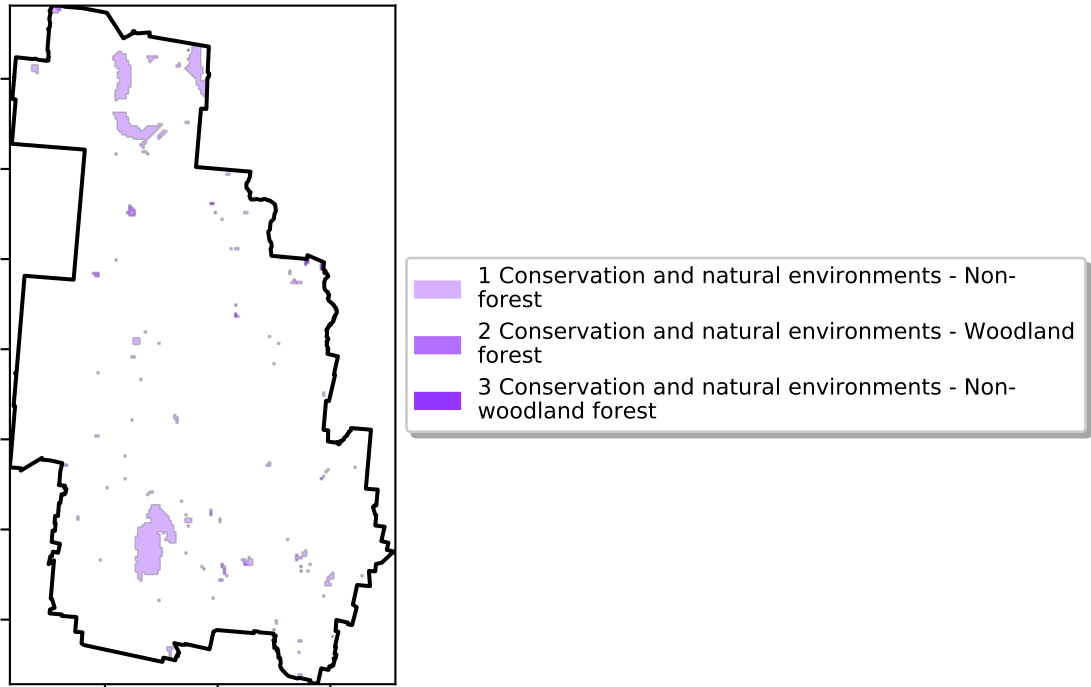 1 Conservation and natural environments - Non-
forest
2 Conservation and natural environments - Woodland
forest
3 Conservation and natural environments - Non-
woodland forest